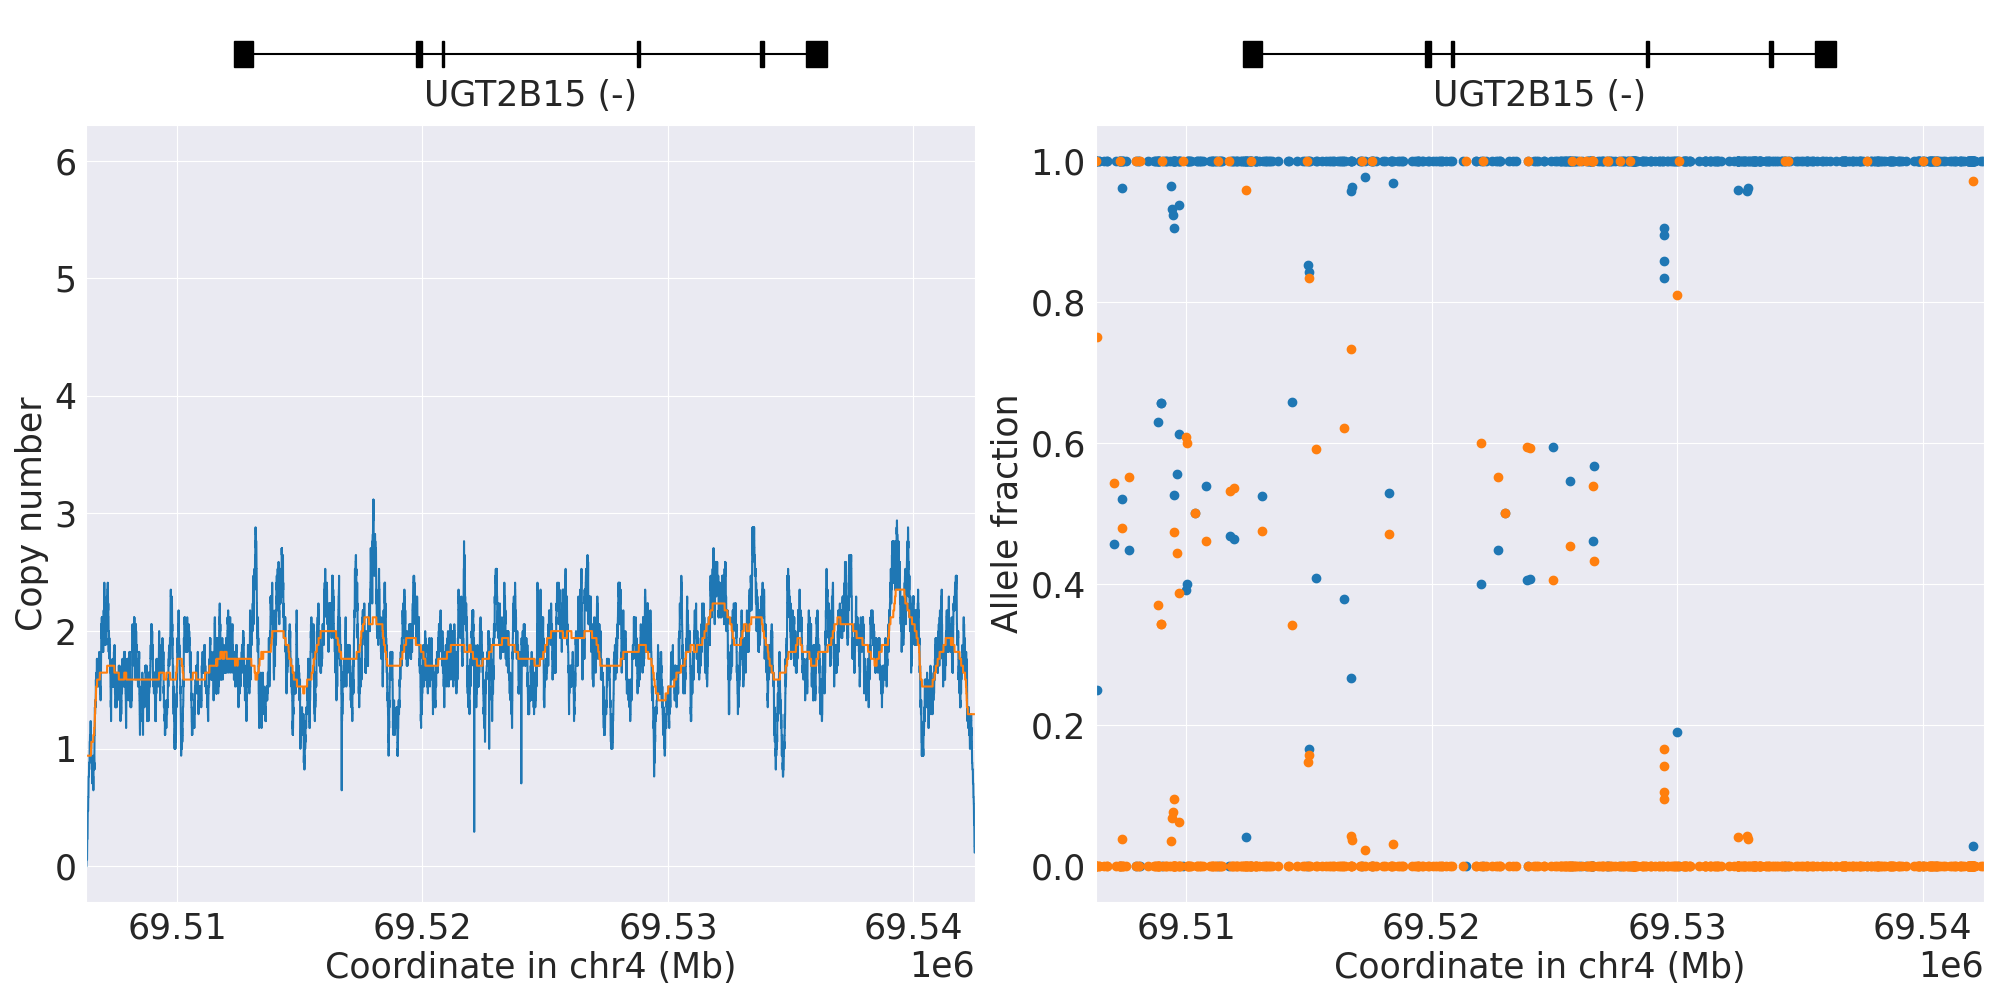 UGT2B15 (-)
6
5
4
3
2
1
0
Copy number
69.51 69.52 69.53 69.54
Coordinate in chr4 (Mb)
1e6
UGT2B15 (-)
1.0
0.8
0.6
0.4
0.2
0.0
Allele fraction
69.51 69.52 69.53 69.54
Coordinate in chr4 (Mb)
1e6